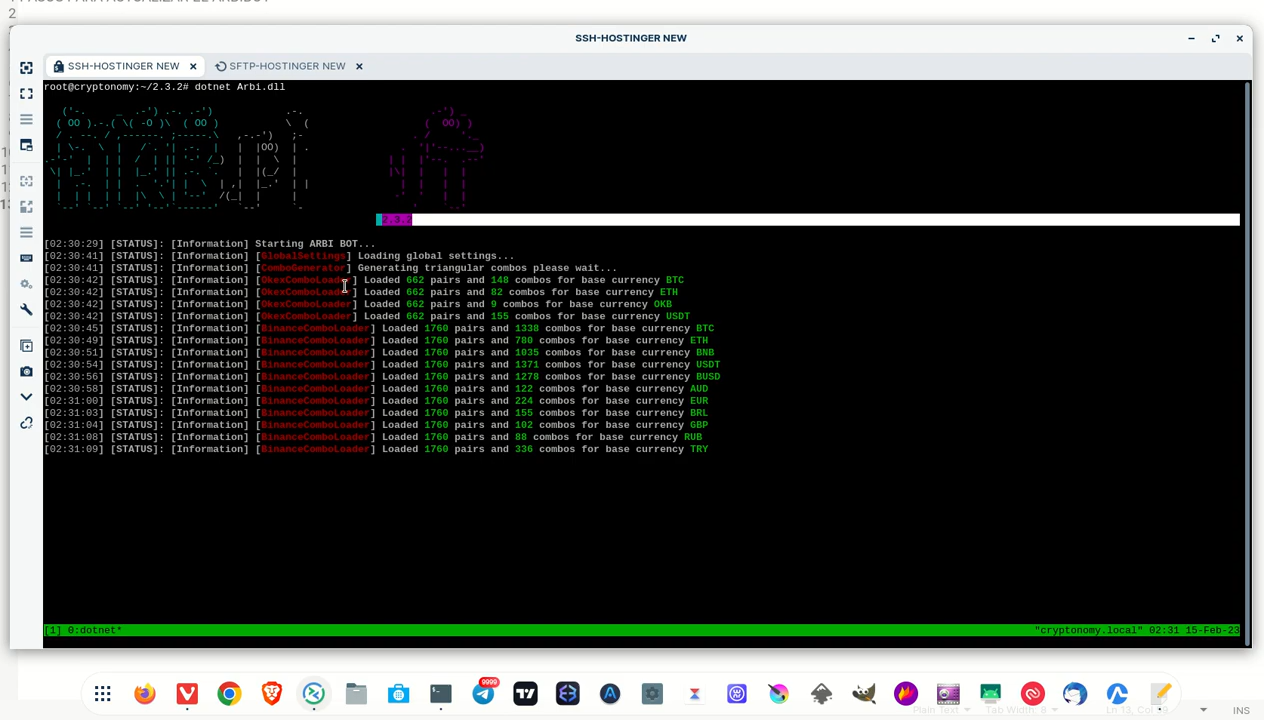 2
SSH-HOSTINGER NEW
SSH-HOSTINGER NEW
SFTP-HOSTINGER NEW
root@cryptonomy:~/2.3.2# dotnet Arbi.dll
2.3.2
[02:30:29] [STATUS]: [Information] Starting ARBI BOT...
[02:30:41] [STATUS]: [Information] [GlobalSettings] Loading global settings...
[02:30:41] [STATUS]: [Information] [ComboGenerator] Generating triangular combos please wait...
[02:30:42] [STATUS]: [Information] [OkexComboLoader] Loaded 662 pairs and 148 combos for base currency BTC
[02:30:42] [STATUS]: [Information] [OkexComboLoader] Loaded 662 pairs and 82 combos for base currency ETH
[02:30:42] [STATUS]: [Information] [OkexComboLoader] Loaded 662 pairs and 9 combos for base currency OKB
[02:30:42] [STATUS]: [Information] [OkexComboLoader] Loaded 662 pairs and 155 combos for base currency USDT
[02:30:45] [STATUS]: [Information] [BinanceComboLoader] Loaded 1760 pairs and 1338 combos for base currency BTC
[02:30:49] [STATUS]: [Information] [BinanceComboLoader] Loaded 1760 pairs and 780 combos for base currency ETH
[02:30:51] [STATUS]: [Information] [BinanceComboLoader] Loaded 1760 pairs and 1035 combos for base currency BNB
[02:30:54] [STATUS]: [Information] [BinanceComboLoader] Loaded 1760 pairs and 1371 combos for base currency USDT
[02:30:56] [STATUS]: [Information] [BinanceComboLoader] Loaded 1760 pairs and 1278 combos for base currency BUSD
[02:30:58] [STATUS]: [Information] [BinanceComboLoader] Loaded 1760 pairs and 122 combos for base currency AUD
[02:31:00] [STATUS]: [Information] [BinanceComboLoader] Loaded 1760 pairs and 224 combos for base currency EUR
[02:31:03] [STATUS]: [Information] [BinanceComboLoader] Loaded 1760 pairs and 155 combos for base currency BRL
[02:31:04] [STATUS]: [Information] [BinanceComboLoader] Loaded 1760 pairs and 102 combos for base currency GBP
[02:31:08] [STATUS]: [Information] [BinanceComboLoader] Loaded 1760 pairs and 88 combos for base currency RUB
[02:31:09] [STATUS]: [Information] [BinanceComboLoader] Loaded 1760 pairs and 336 combos for base currency TRY
[1] 0:dotnet* "cryptonomy.local" 02:31 15-Feb-23
9999
Plain Text Tab Width: 8 INS